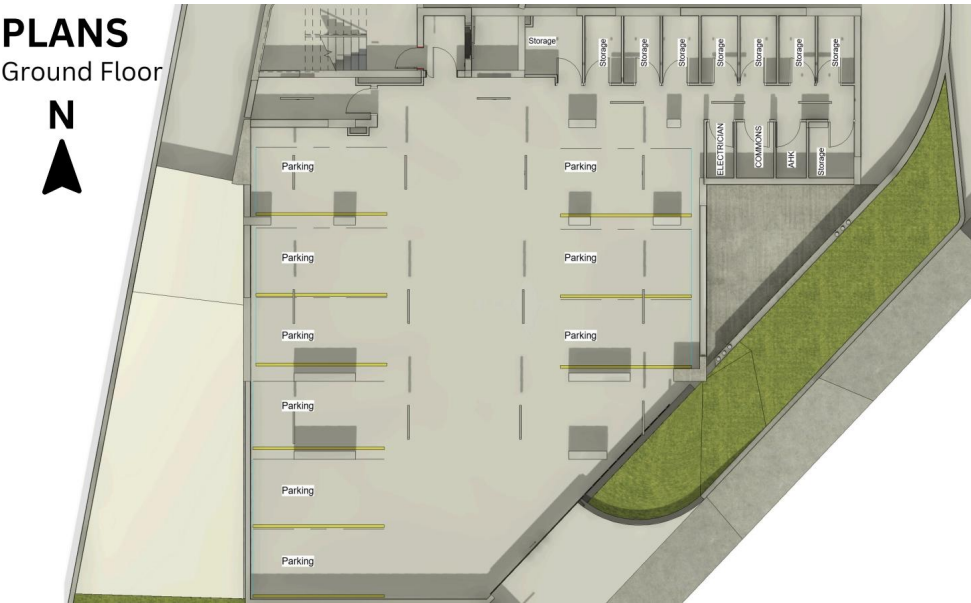 PLANS
Ground Floor
N
Storage
Storage
Storage
Storage
Storage
Storage
Storage
Storage
ELECTRICIAN
COMMONS
AHK
Storage
Parking
Parking
Parking
Parking
Parking
Parking
Parking
Parking
Parking